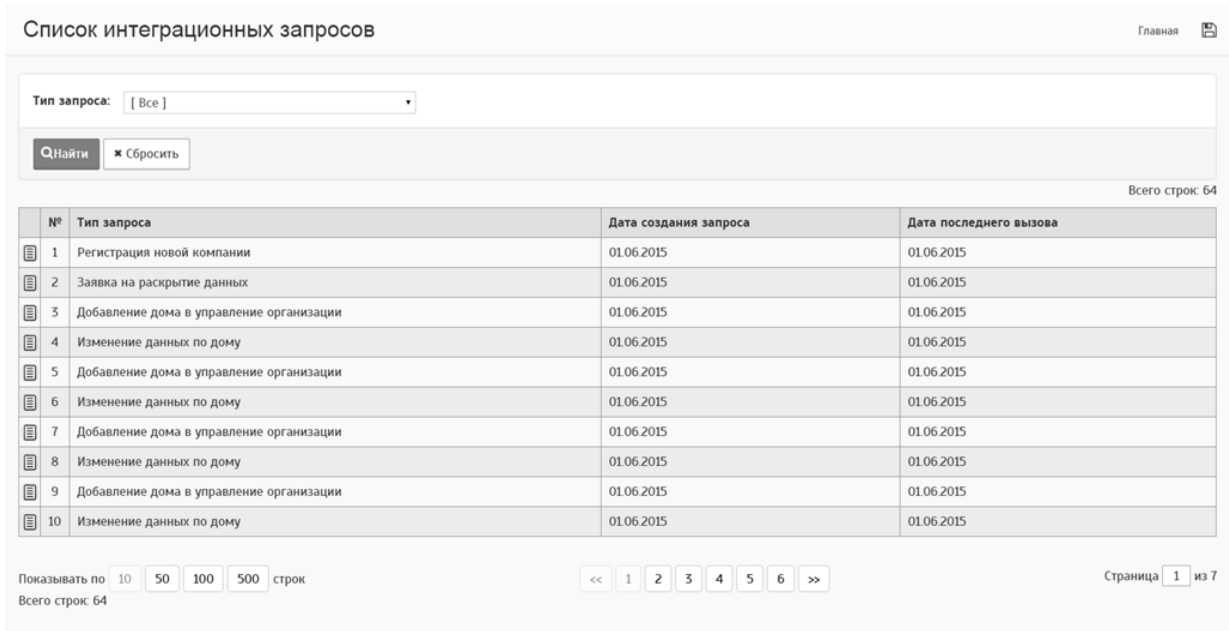 Список интеграционных запросов
Главная
Тип запроса: [ Все ]
Найти Сбросить
Всего строк: 64
№ Тип запроса Дата создания запроса Дата последнего вызова
1 Регистрация новой компании 01.06.2015 01.06.2015
2 Заявка на раскрытие данных 01.06.2015 01.06.2015
3 Добавление дома в управление организации 01.06.2015 01.06.2015
4 Изменение данных по дому 01.06.2015 01.06.2015
5 Добавление дома в управление организации 01.06.2015 01.06.2015
6 Изменение данных по дому 01.06.2015 01.06.2015
7 Добавление дома в управление организации 01.06.2015 01.06.2015
8 Изменение данных по дому 01.06.2015 01.06.2015
9 Добавление дома в управление организации 01.06.2015 01.06.2015
10 Изменение данных по дому 01.06.2015 01.06.2015
Показывать по 10 50 100 500 строк << 1 2 3 4 5 6 >> Страница 1 из 7
Всего строк: 64